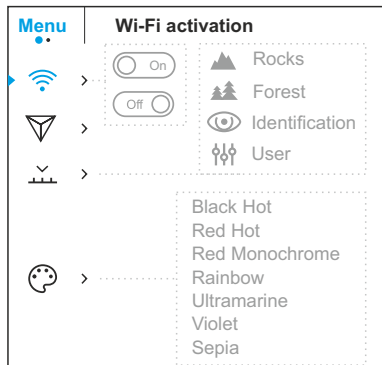 Menu
Wi-Fi activation
On
Off
Rocks
Forest
Identification
User
Black Hot
Red Hot
Red Monochrome
Rainbow
Ultramarine
Violet
Sepia